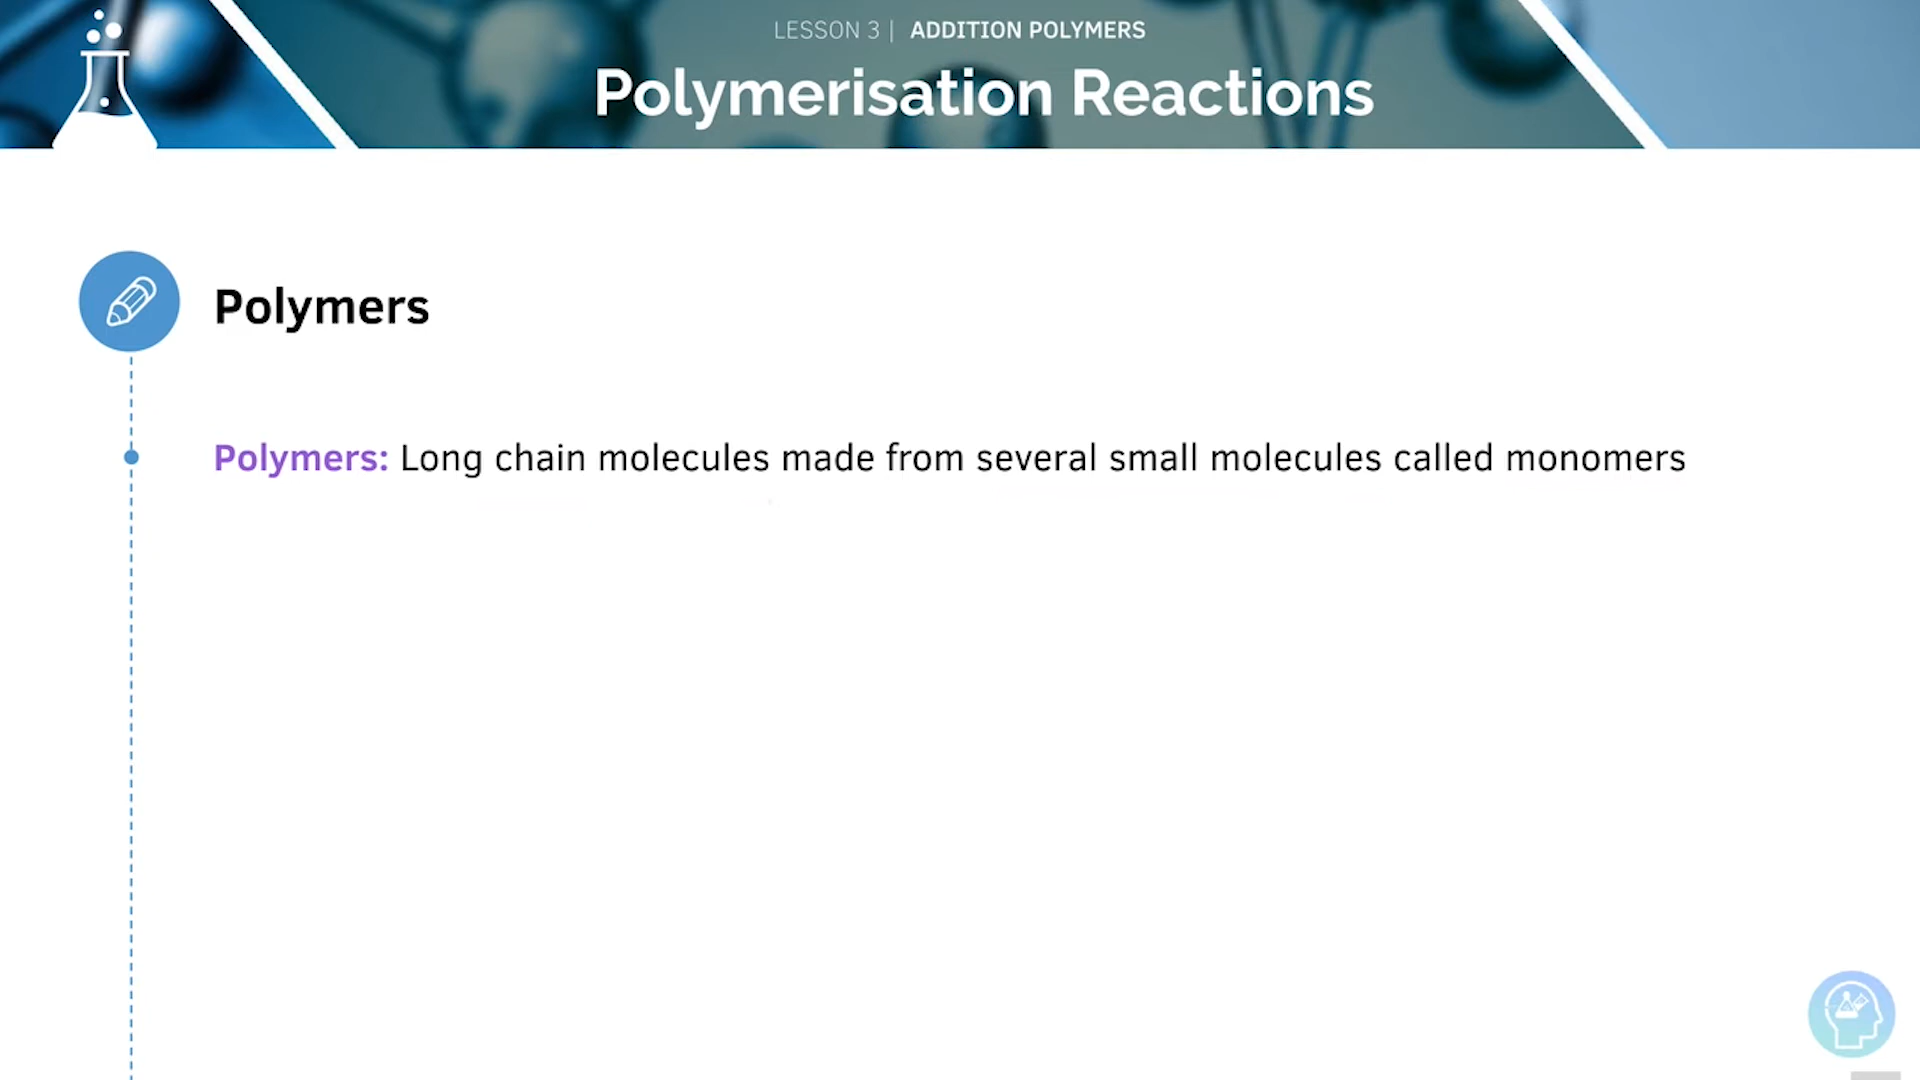 LESSON 3 | ADDITION POLYMERS
Polymerisation Reactions
Polymers
Polymers: Long chain molecules made from several small molecules called monomers